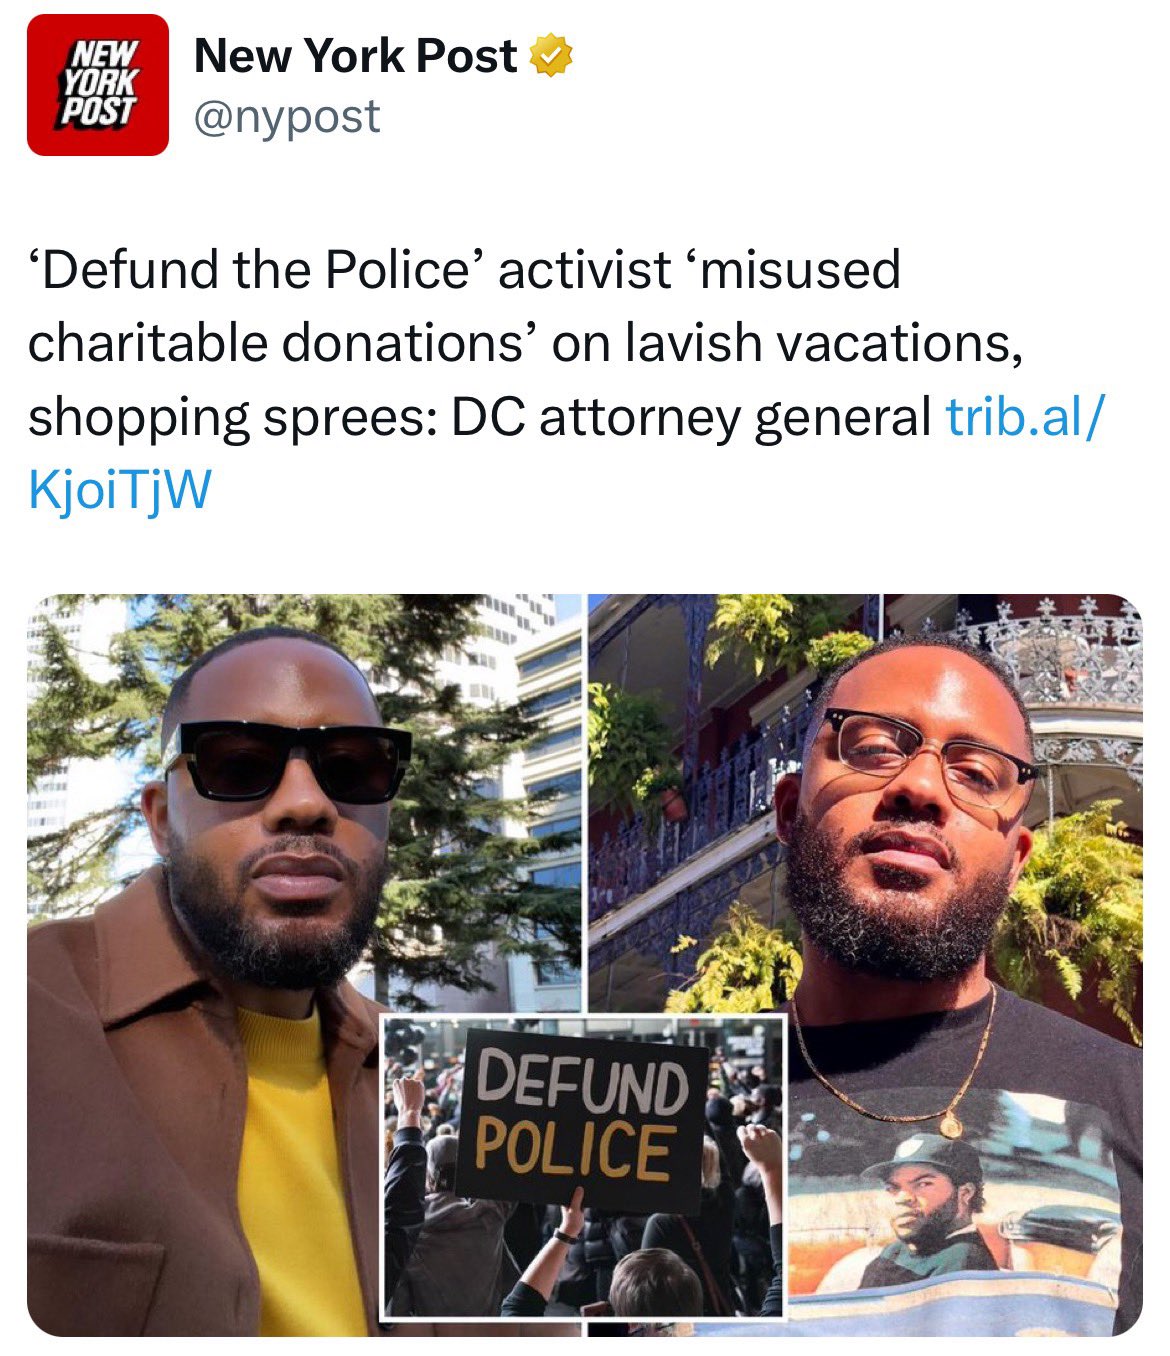 NEW
YORK
POST
New York Post
@nypost
‘Defund the Police’ activist ‘misused
charitable donations’ on lavish vacations,
shopping sprees: DC attorney general trib.al/
KjoiTjW
DEFUND
POLICE